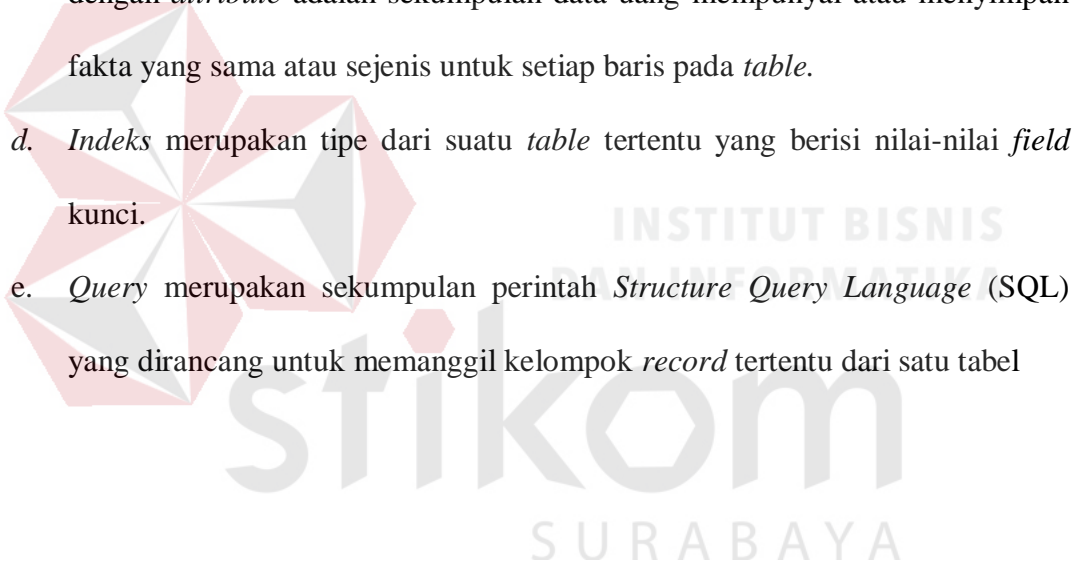 dengan attribute adalah sekumpulan data uang mempunyai atau menyimpan
fakta yang sama atau sejenis untuk setiap baris pada table.
d. Indeks merupakan tipe dari suatu table tertentu yang berisi nilai-nilai field
kunci.
INSTITUT BISNIS
e. Query merupakan sekumpulan perintah Structure Query Language (SQL)
DAN INFORMATIKA
yang dirancang untuk memanggil kelompok record tertentu dari satu tabel
stikom
SURABAYA